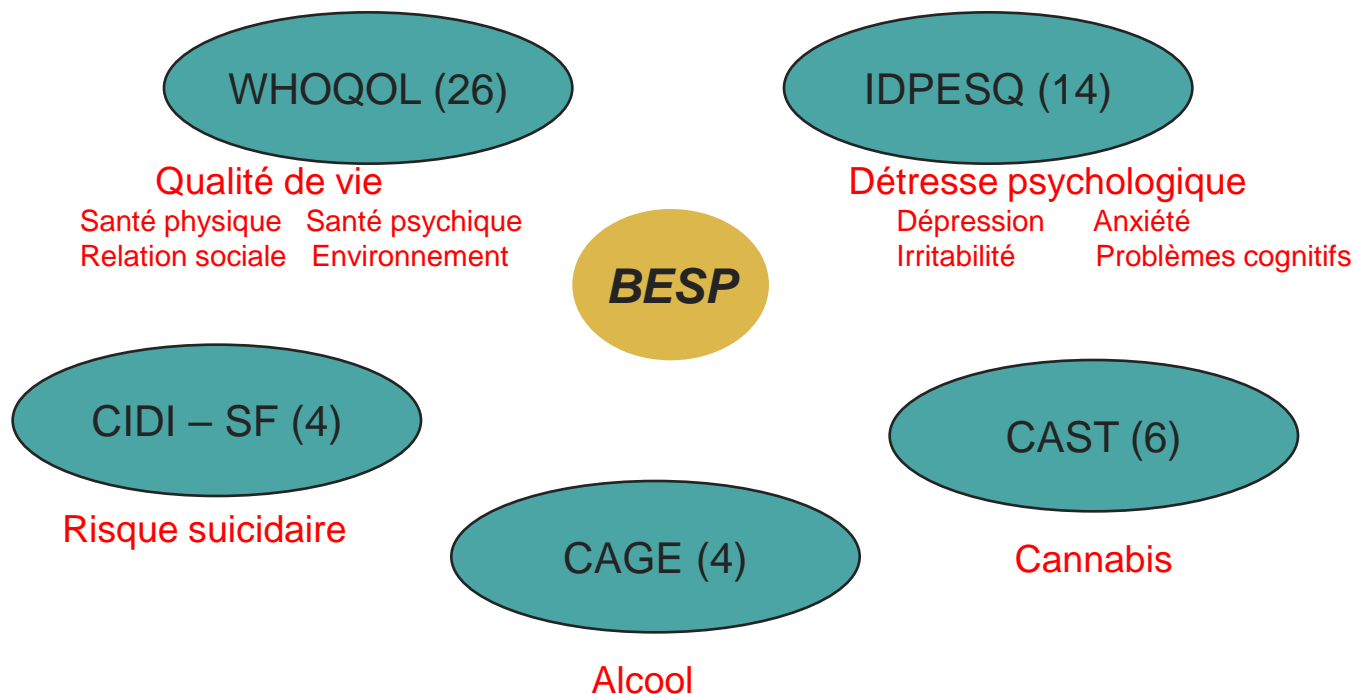 WHOQOL (26)
IDPESQ (14)
Qualité de vie
Santé physique Santé psychique
Relation sociale Environnement
Détresse psychologique
Dépression Anxiété
Irritabilité Problèmes cognitifs
BESP
CIDI – SF (4)
Risque suicidaire
CAST (6)
Cannabis
CAGE (4)
Alcool